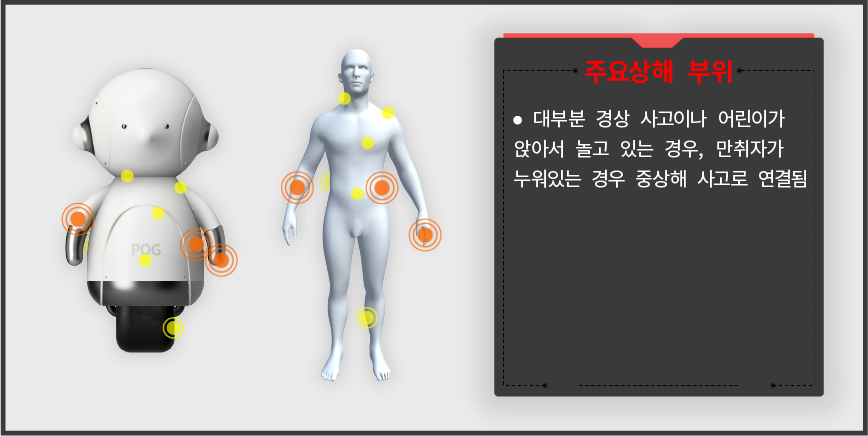 주요상해 부위
● 대부분 경상 사고이나 어린이가
앉아서 놀고 있는 경우, 만취자가
누워있는 경우 중상해 사고로 연결됨
POG